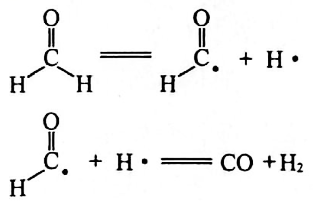 O O
C C. + H •
H H H
O
C. + H • CO + H₂
H